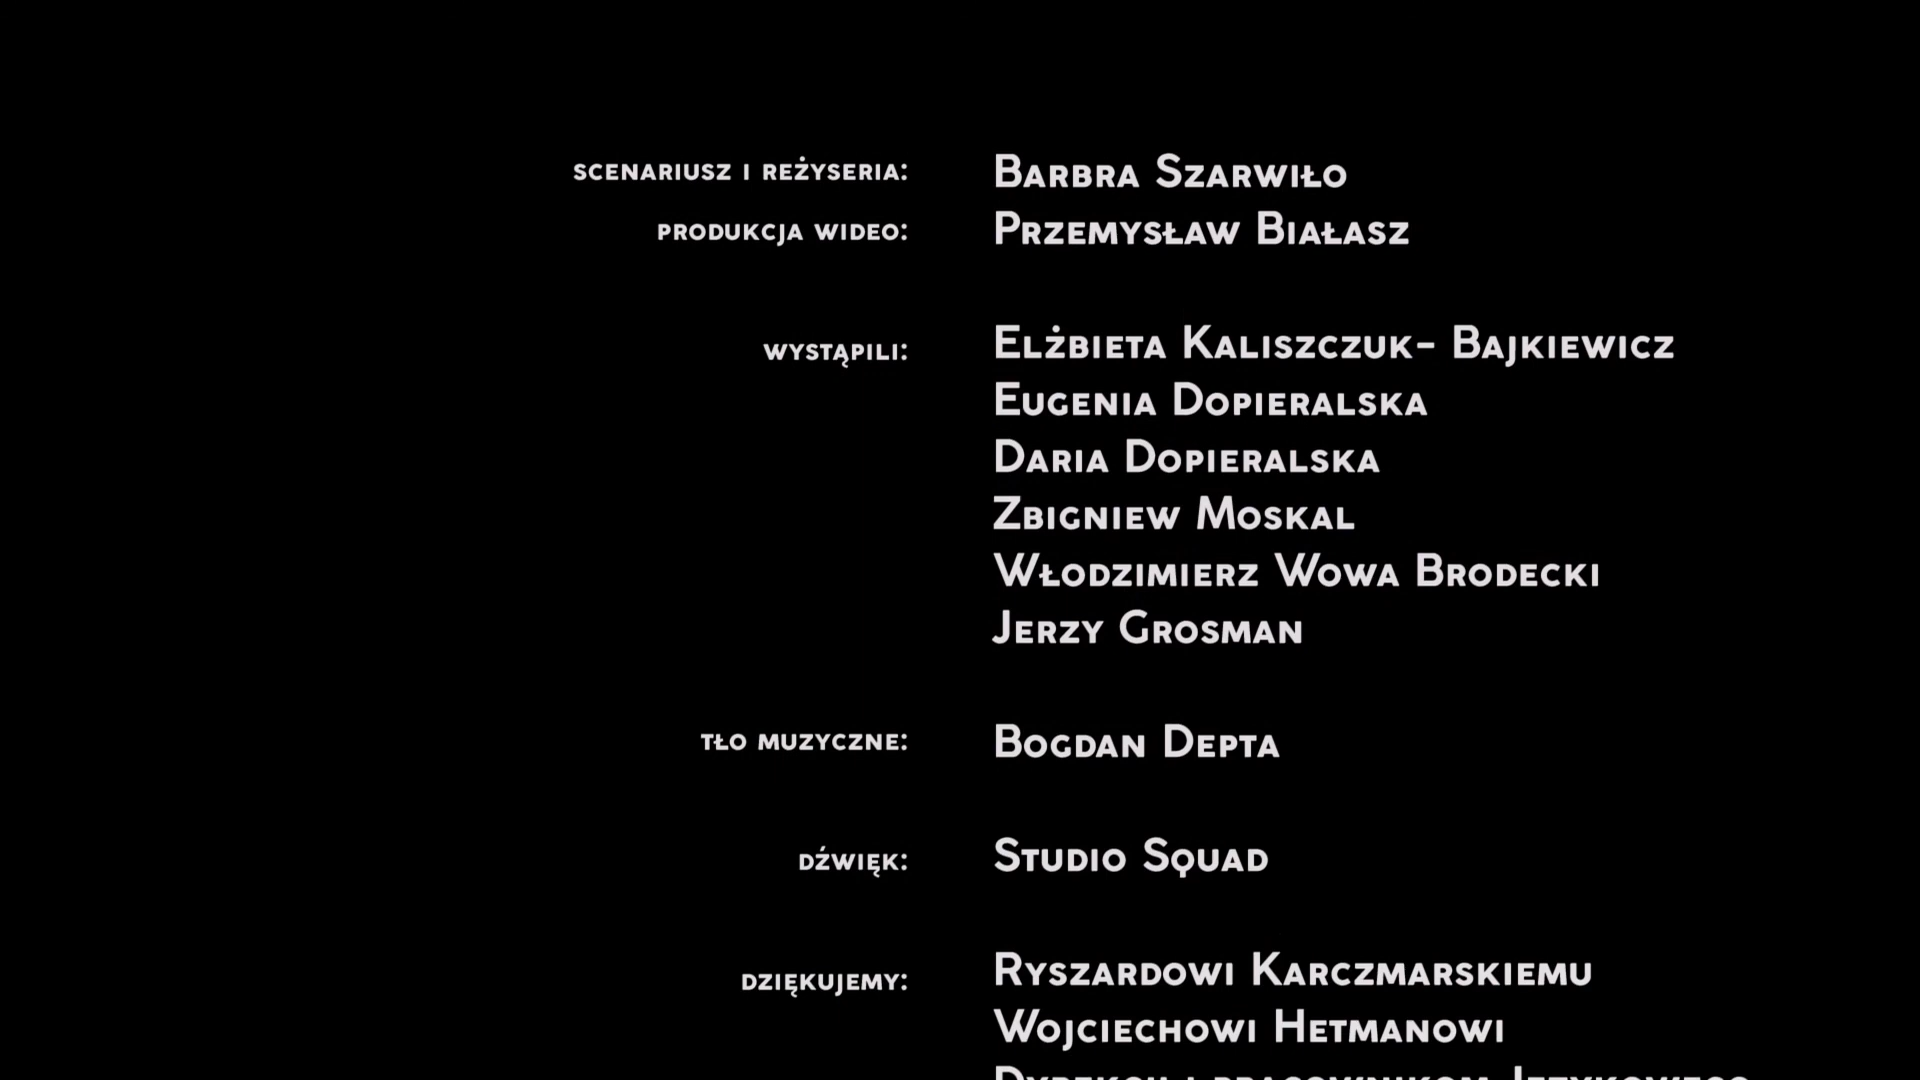 scenariusz i reżyseria: Barbra Szarwiło
produkcja wideo: Przemysław Białasz
wystąpili: Elżbieta Kaliszczuk- Bajkiewicz
Eugenia Dopieralska
Daria Dopieralska
Zbigniew Moskal
Włodzimierz Wowa Brodecki
Jerzy Grosman
tło muzyczne: Bogdan Depta
dźwięk: Studio Squad
dziękujemy: Ryszardowi Karczmarskiemu
Wojciechowi Hetmanowi